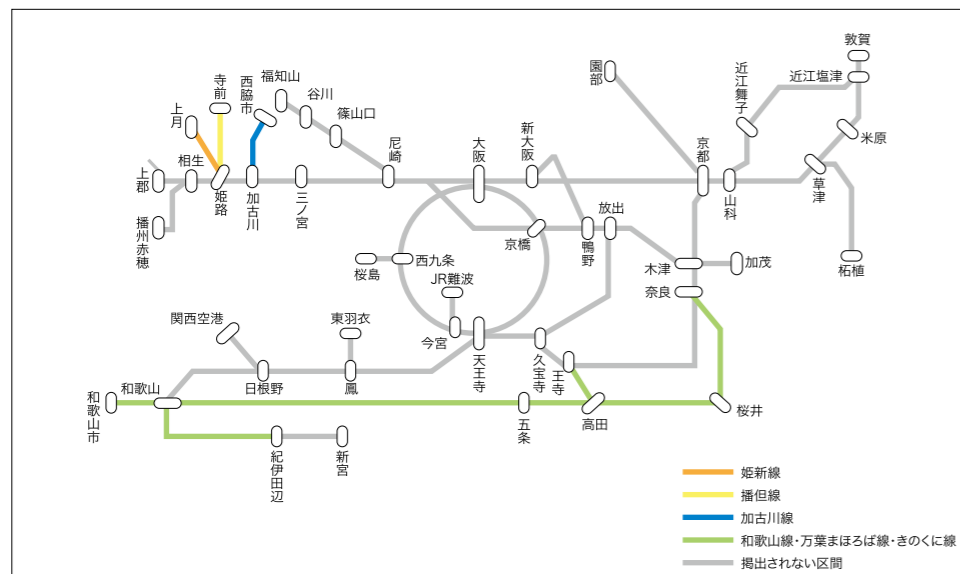 敦賀
近江塩津
園部
近江舞子
寺前
西脇市
福知山
谷川
篠山口
上月
米原
新大阪
大阪
京都
尼崎
相生
草津
上郡
姫路
加古川
三ノ宮
山科
放出
播州赤穂
京橋
鴨野
木津
加茂
柘植
桜島
西九条
JR難波
奈良
関西空港
東羽衣
今宮
天王寺
久宝寺
王寺
和歌山
日根野
鳳
和歌山市
五条
高田
桜井
紀伊田辺
新宮
姫新線
播但線
加古川線
和歌山線・万葉まほろば線・きのくに線
掲出されない区間